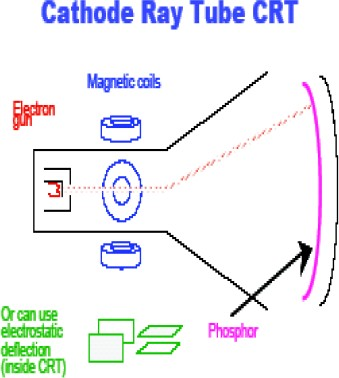 Cathode Ray Tube CRT
Magnetic coils
Electron
gun
Or can use
electrostatic
deflection
(inside CRT)
Phosphor